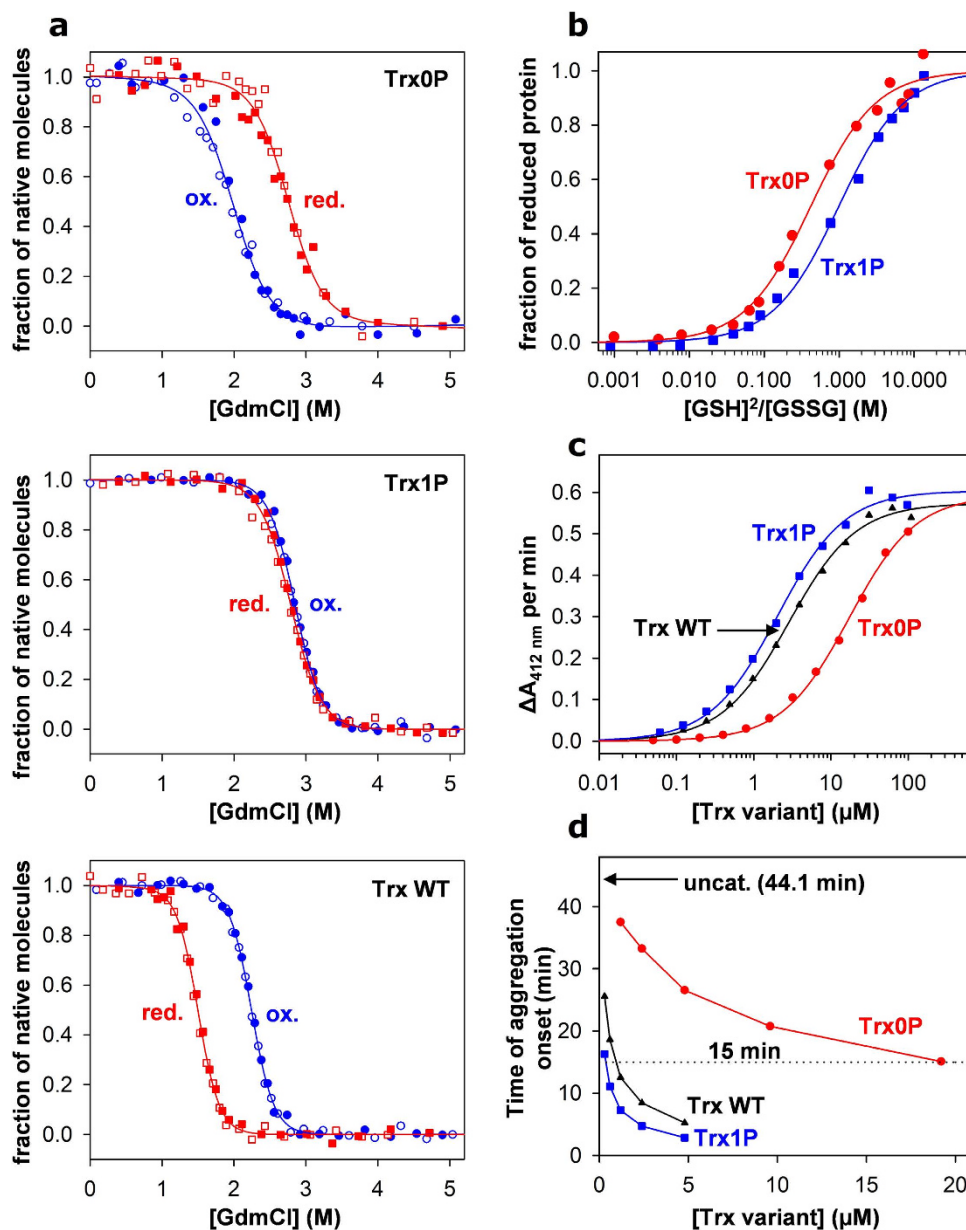 a
fraction of native molecules
1.0
0.8
0.6
0.4
0.2
0.0
Trx0P
ox.
red.
0 1 2 3 4 5
[GdmCl] (M)
fraction of native molecules
1.0
0.8
0.6
0.4
0.2
0.0
Trx1P
red.
ox.
0 1 2 3 4 5
[GdmCl] (M)
fraction of native molecules
1.0
0.8
0.6
0.4
0.2
0.0
Trx WT
red.
ox.
0 1 2 3 4 5
[GdmCl] (M)
b
fraction of reduced protein
1.0
0.8
0.6
0.4
0.2
0.0
Trx0P
Trx1P
0.001 0.010 0.100 1.000 10.000
[GSH]²/[GSSG] (M)
c
ΔA412 nm per min
0.6
0.5
0.4
0.3
0.2
0.1
0.0
Trx1P
Trx WT
Trx0P
0.01 0.1 1 10 100
[Trx variant] (µM)
d
Time of aggregation
onset (min)
40
30
20
10
0
uncat. (44.1 min)
Trx0P
15 min
Trx WT
Trx1P
0 5 10 15 20
[Trx variant] (µM)